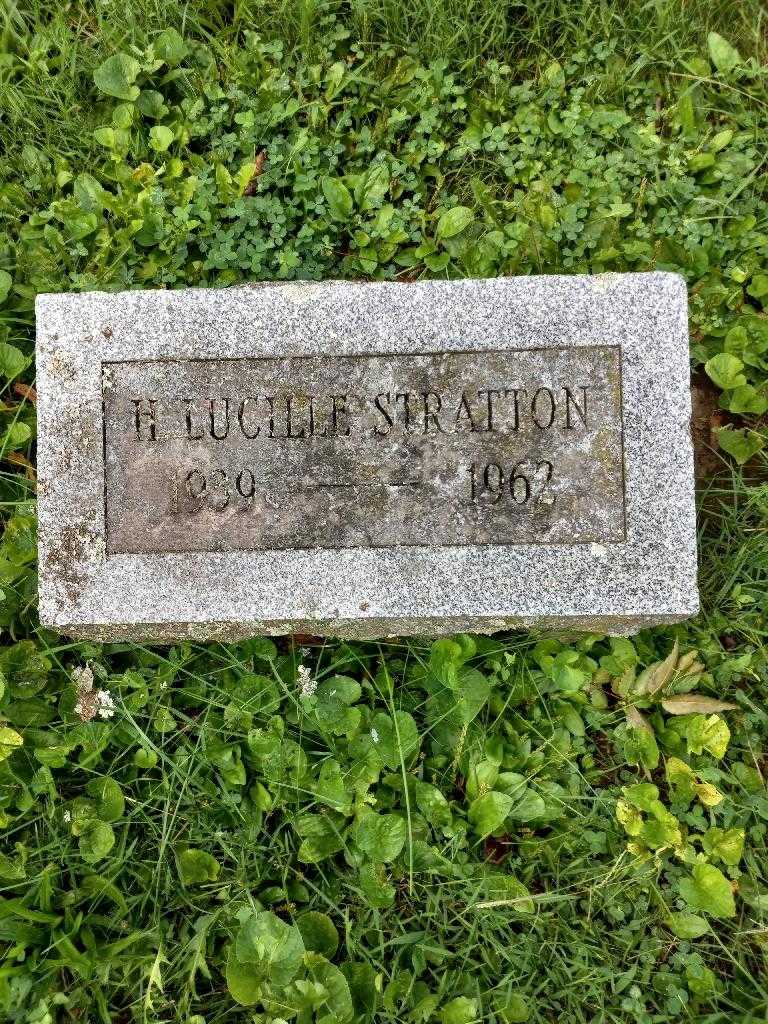 H. LUCILLE STRATTON
1939 — 1962